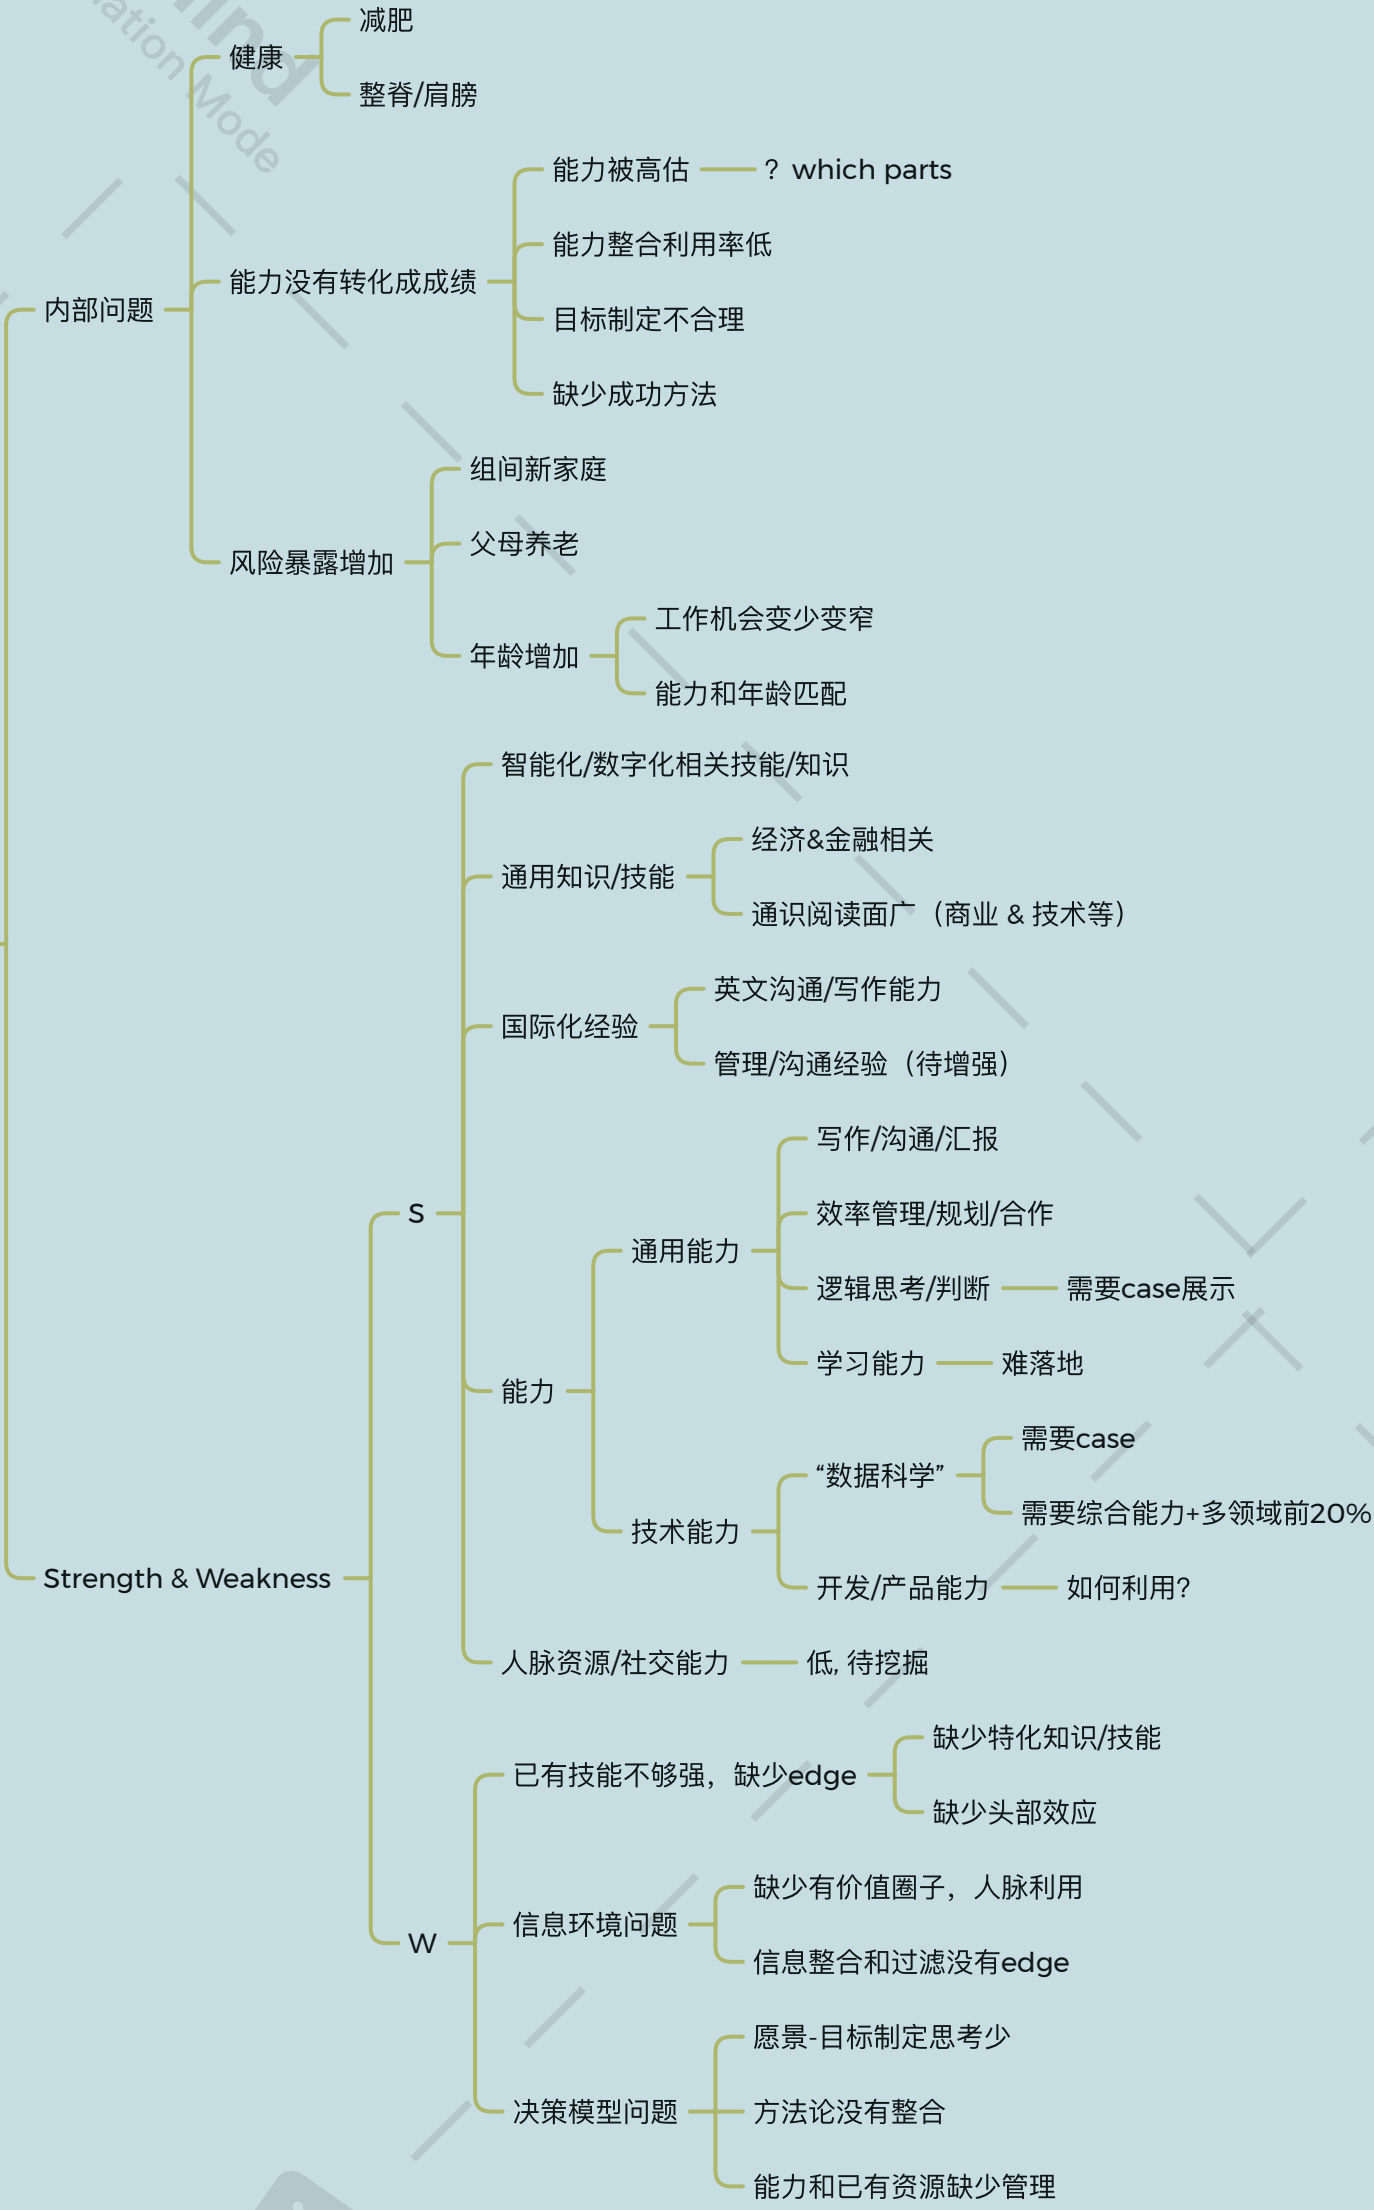 减肥
健康
整脊/肩膀
能力被高估
？which parts
能力整合利用率低
能力没有转化成成绩
内部问题
目标制定不合理
缺少成功方法
组间新家庭
父母养老
风险暴露增加
工作机会变少变窄
年龄增加
能力和年龄匹配
智能化/数字化相关技能/知识
经济&金融相关
通用知识/技能
通识阅读面广（商业 & 技术等）
英文沟通/写作能力
国际化经验
管理/沟通经验（待增强）
写作/沟通/汇报
S
效率管理/规划/合作
通用能力
逻辑思考/判断
需要case展示
学习能力
难落地
能力
需要case
“数据科学”
需要综合能力+多领域前20%
技术能力
开发/产品能力
如何利用?
Strength & Weakness
人脉资源/社交能力
低, 待挖掘
缺少特化知识/技能
已有技能不够强，缺少edge
缺少头部效应
缺少有价值圈子，人脉利用
信息环境问题
W
信息整合和过滤没有edge
愿景-目标制定思考少
决策模型问题
方法论没有整合
能力和已有资源缺少管理
Mode